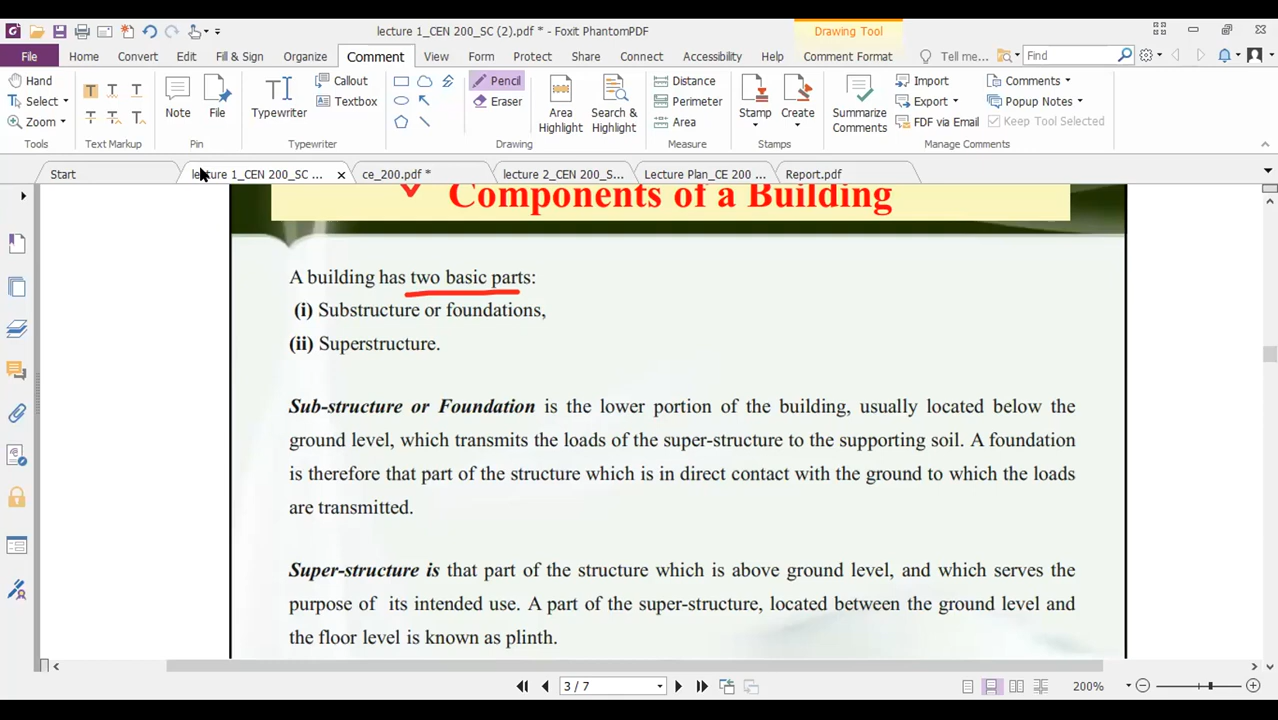 lecture 1_CEN 200_SC (2).pdf * - Foxit PhantomPDF
Drawing Tool
File Home Edit Fill & Sign Organize Comment View Form Protect Share Connect Accessibility Help Comment Format Tell me... Find
Hand
Select
Zoom
Tools
Text Markup
Note
File
Pin
Typewriter
Callout
Textbox
Typewriter
Pencil
Eraser
Area Highlight
Search & Highlight
Drawing
Distance
Perimeter
Area
Measure
Stamp
Create
Stamps
Summarize Comments
Import
Export
FDF via Email
Comments
Popup Notes
Keep Tool Selected
Manage Comments
Start lecture 1_CEN 200_SC ... ce_200.pdf * lecture 2_CEN 200_S... Lecture Plan_CE 200 ... Report.pdf
Components of a Building
A building has two basic parts:
(i) Substructure or foundations,
(ii) Superstructure.
Sub-structure or Foundation is the lower portion of the building, usually located below the
ground level, which transmits the loads of the super-structure to the supporting soil. A foundation
is therefore that part of the structure which is in direct contact with the ground to which the loads
are transmitted.
Super-structure is that part of the structure which is above ground level, and which serves the
purpose of its intended use. A part of the super-structure, located between the ground level and
the floor level is known as plinth.
3 / 7
200%